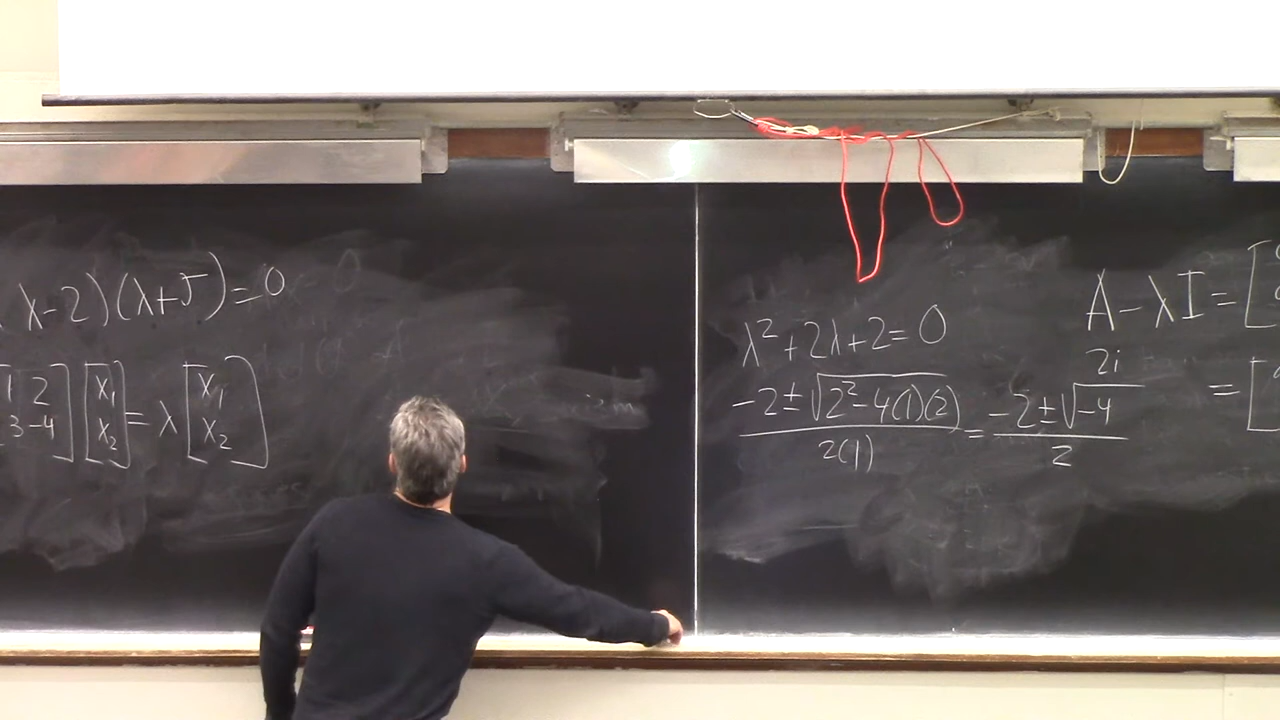 λ-2)(λ+5)=0
[1 2
3 -4] [x₁
x₂] = λ [x₁
x₂]
λ²+2λ+2=0
-2±√2²-4(1)(2)
2(1)
=
2i
-2±√-4
2
A-λI=[
=[